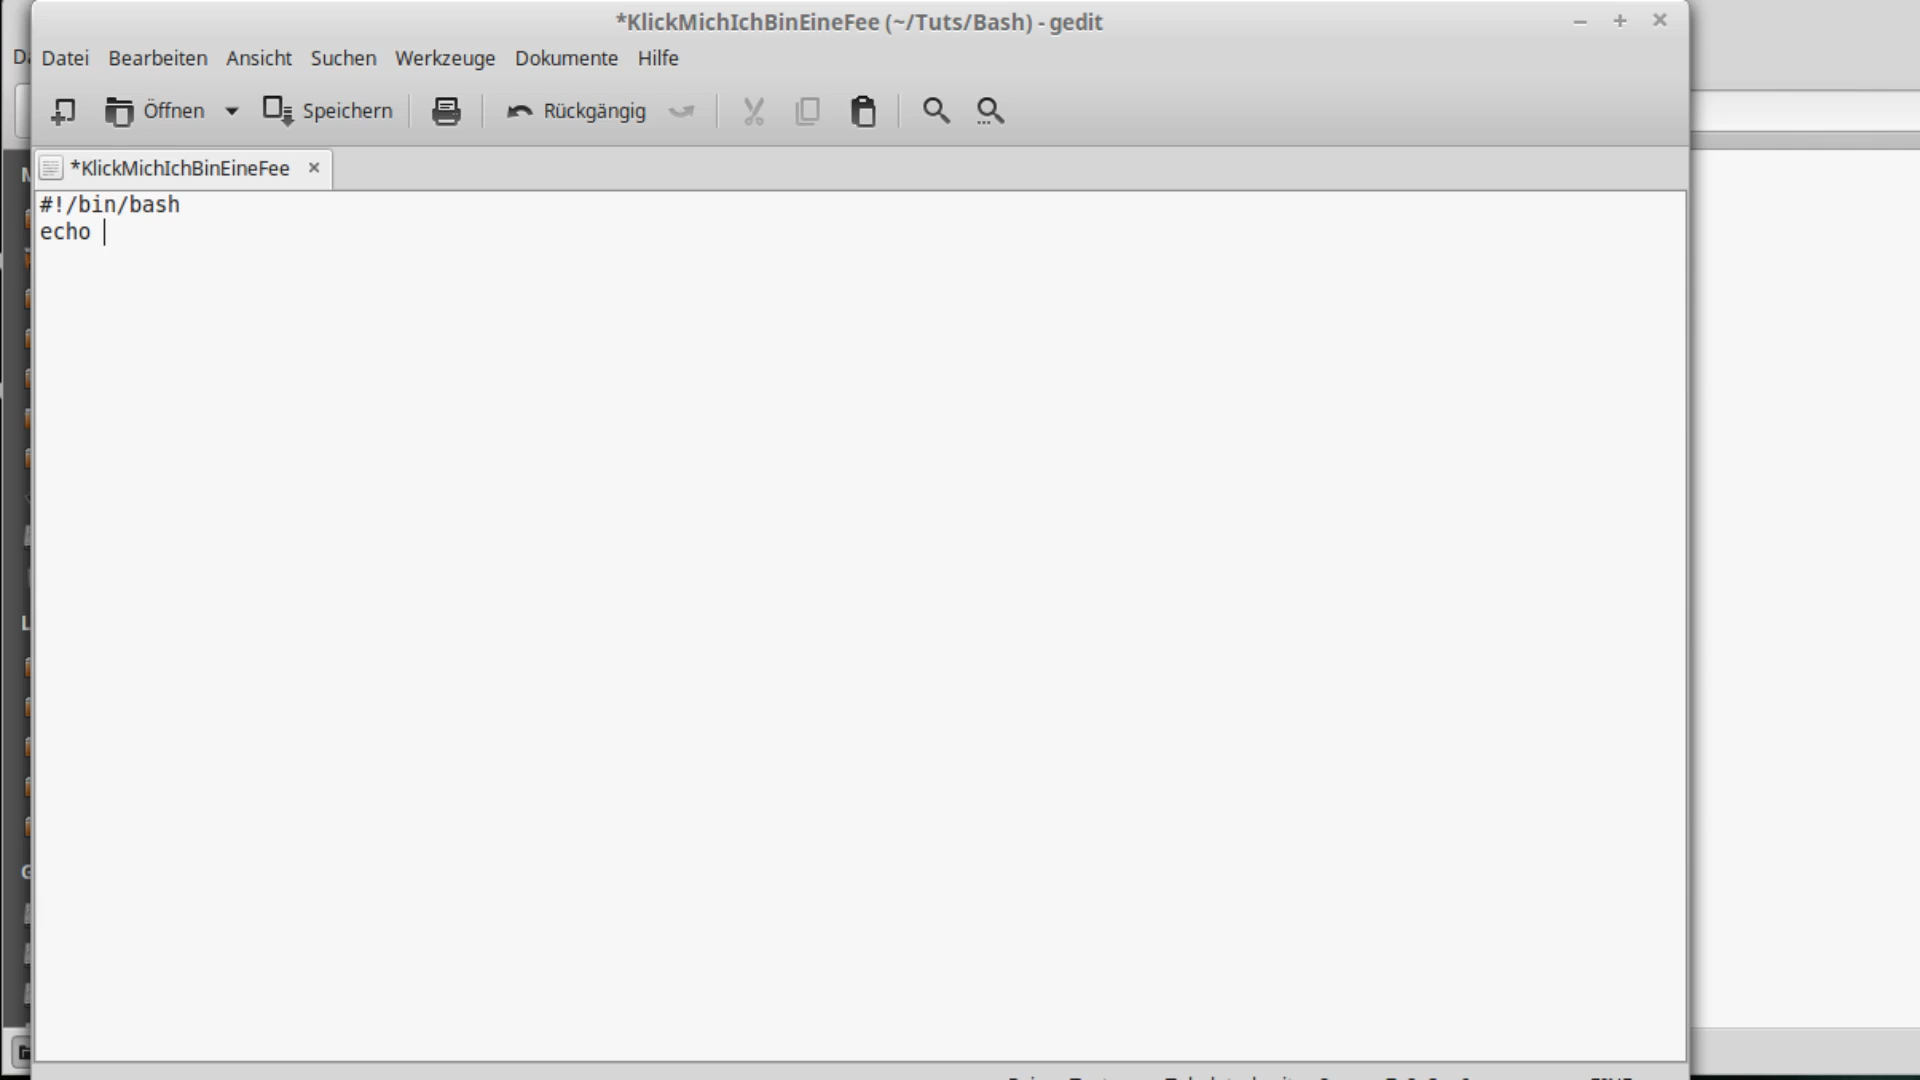 *KlickMichIchBinEineFee (~/Tuts/Bash) - gedit
Datei Bearbeiten Ansicht Suchen Werkzeuge Dokumente Hilfe
Öffnen Speichern Rückgängig
*KlickMichIchBinEineFee
#!/bin/bash
echo